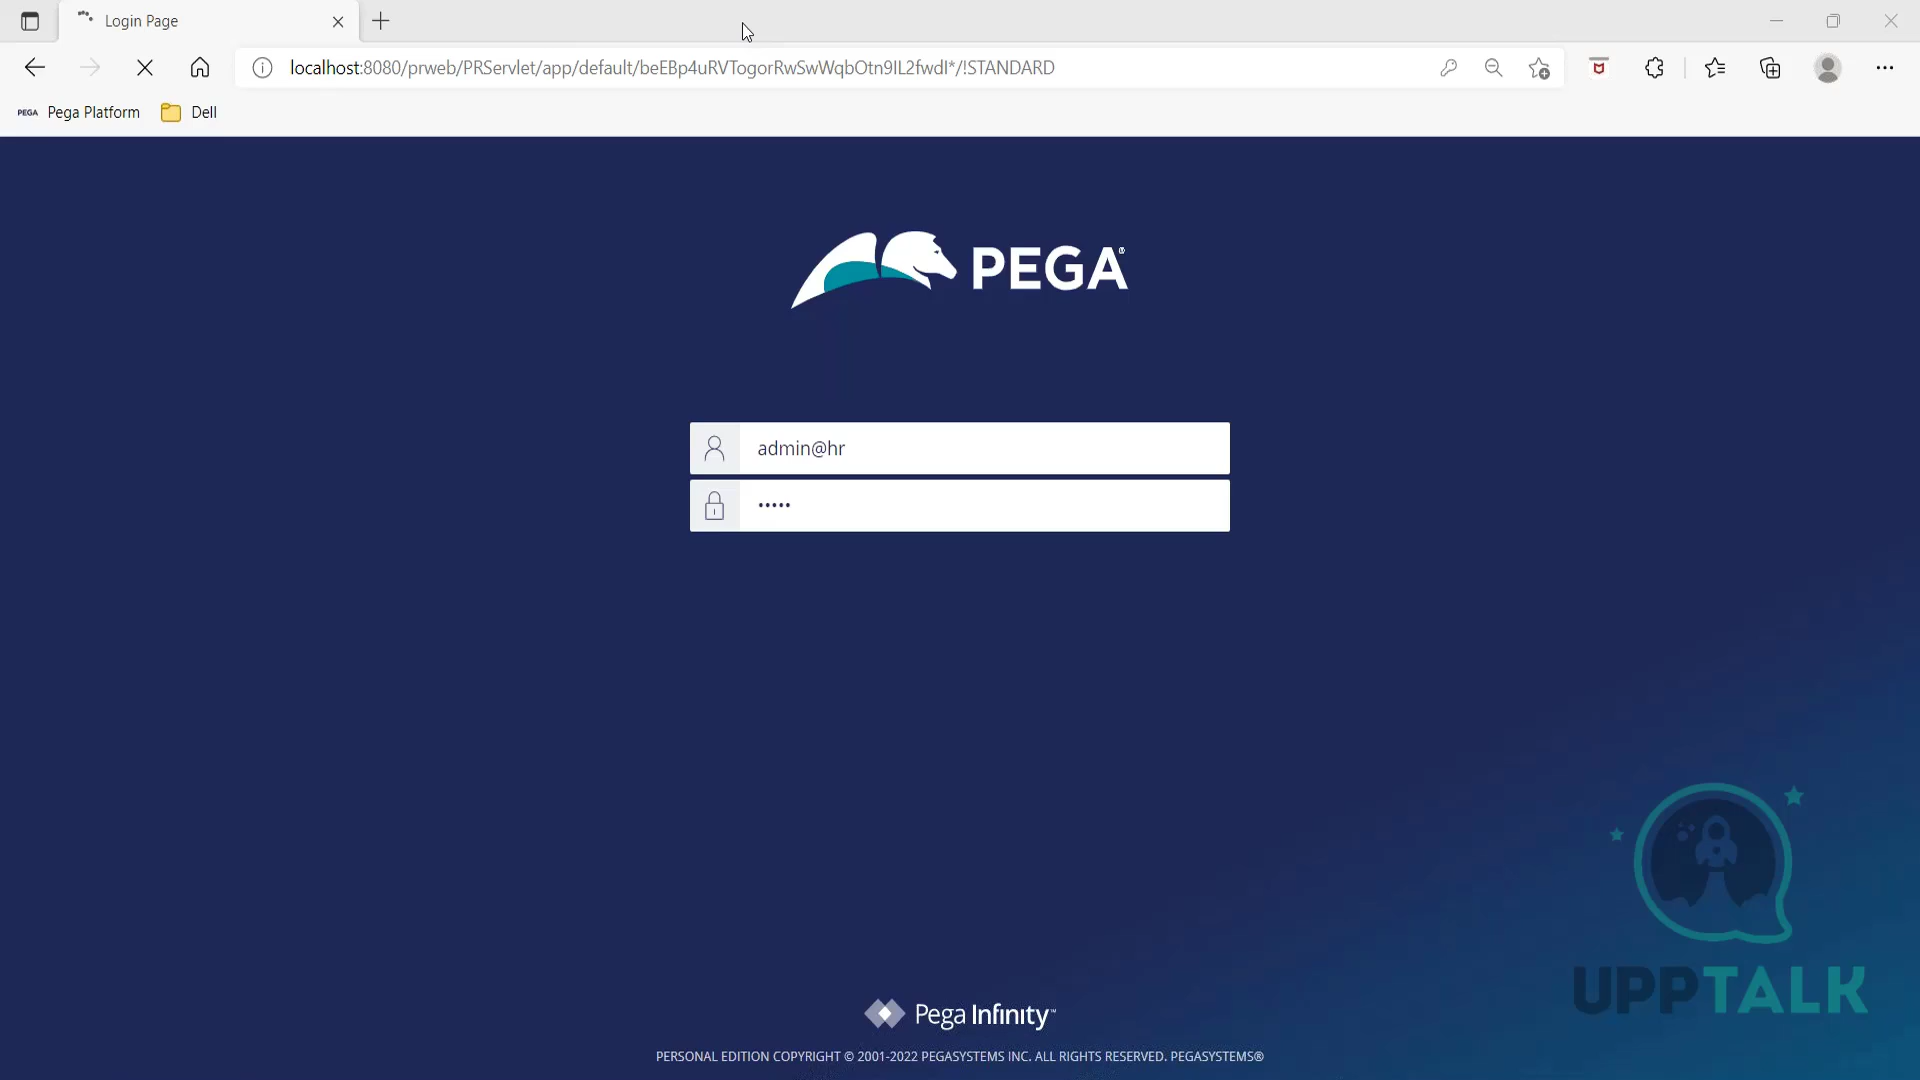 Login Page
localhost:8080/prweb/PRServlet/app/default/beEBp4uRVTogorRwSwWqbOtn9IL2fwdI*/!STANDARD
PEGA Pega Platform Dell
PEGA®
admin@hr
•••••
UPPTALK
Pega Infinity™
PERSONAL EDITION COPYRIGHT © 2001-2022 PEGASYSTEMS INC. ALL RIGHTS RESERVED. PEGASYSTEMS®